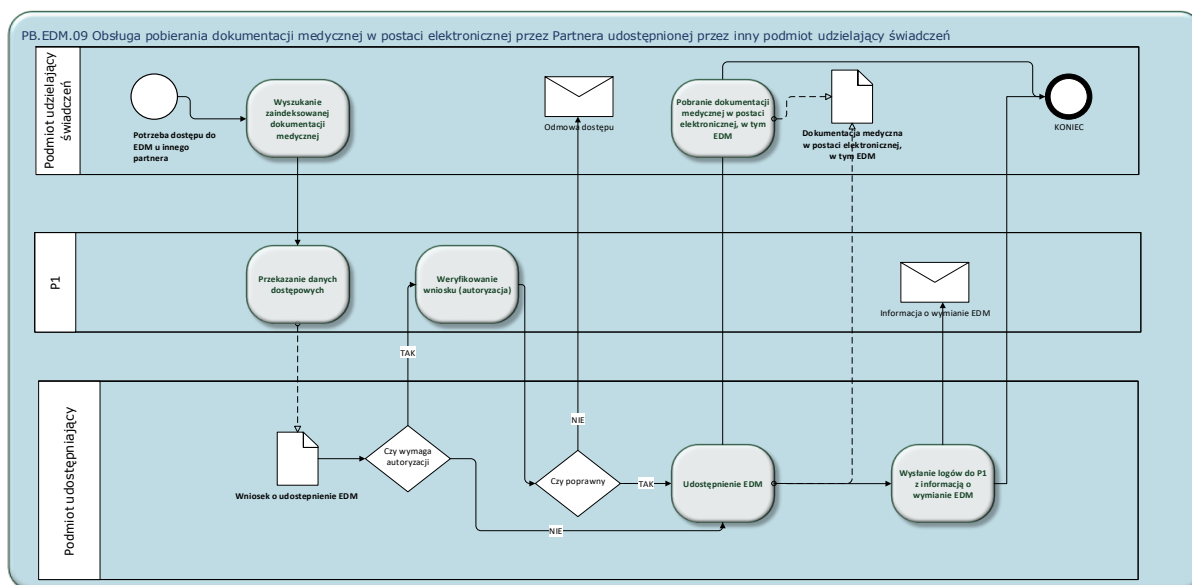 PB.EDM.09 Obsługa pobierania dokumentacji medycznej w postaci elektronicznej przez Partnera udostępnionej przez inny podmiot udzielający świadczeń
Podmiot udzielający
świadczeń
Potrzeba dostępu do
EDM u innego
partnera
Wyszukanie
zaindeksowanej
dokumentacji
medycznej
Odmowa dostępu
Pobranie dokumentacji
medycznej w postaci
elektronicznej, w tym
EDM
Dokumentacja medyczna
w postaci elektronicznej,
w tym EDM
KONIEC
P1
Przekazanie danych
dostępowych
Weryfikowanie
wniosku (autoryzacja)
Informacja o wymianie EDM
TAK
Podmiot udostępniający
Wniosek o udostepnienie EDM
Czy wymaga
autoryzacji
NIE
Czy poprawny
TAK
Udostępnienie EDM
Wysłanie logów do P1
z informacją o
wymianie EDM
NIE